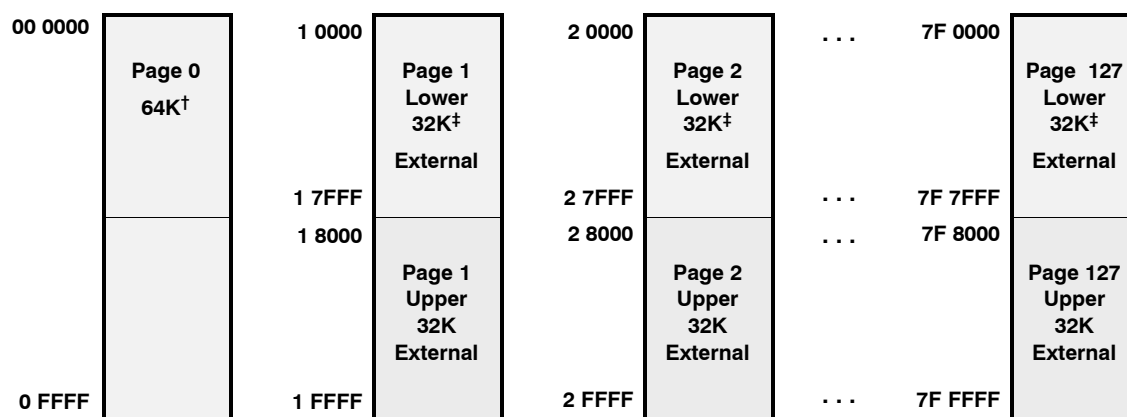 00 0000
1 0000
2 0000
. . .
7F 0000
Page 0
64K†
Page 1
Lower
32K‡
External
Page 2
Lower
32K‡
External
Page 127
Lower
32K‡
External
1 7FFF
2 7FFF
. . .
7F 7FFF
1 8000
2 8000
. . .
7F 8000
Page 1
Upper
32K
External
Page 2
Upper
32K
External
Page 127
Upper
32K
External
0 FFFF
1 FFFF
2 FFFF
. . .
7F FFFF